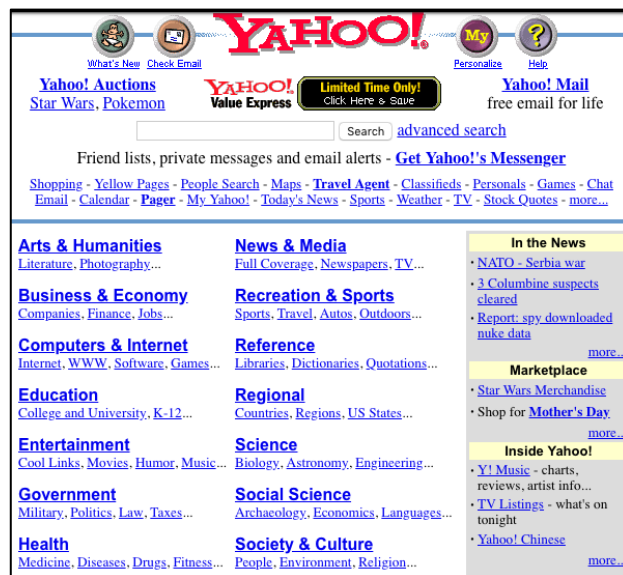 YAHOO!
What's New Check Email My Personalize ? Help
Yahoo! Auctions
Star Wars, Pokemon
YAHOO!
Value Express
Limited Time Only!
Click Here & Save
Yahoo! Mail
free email for life
Search advanced search
Friend lists, private messages and email alerts - Get Yahoo!'s Messenger
Shopping - Yellow Pages - People Search - Maps - Travel Agent - Classifieds - Personals - Games - Chat
Email - Calendar - Pager - My Yahoo! - Today's News - Sports - Weather - TV - Stock Quotes - more...
Arts & Humanities
Literature, Photography...
Business & Economy
Companies, Finance, Jobs...
Computers & Internet
Internet, WWW, Software, Games...
Education
College and University, K-12...
Entertainment
Cool Links, Movies, Humor, Music...
Government
Military, Politics, Law, Taxes...
Health
Medicine, Diseases, Drugs, Fitness...
News & Media
Full Coverage, Newspapers, TV...
Recreation & Sports
Sports, Travel, Autos, Outdoors...
Reference
Libraries, Dictionaries, Quotations...
Regional
Countries, Regions, US States...
Science
Biology, Astronomy, Engineering...
Social Science
Archaeology, Economics, Languages...
Society & Culture
People, Environment, Religion...
In the News
· NATO - Serbia war
· 3 Columbine suspects
cleared
· Report: spy downloaded
nuke data
more...
Marketplace
· Star Wars Merchandise
· Shop for Mother's Day
more...
Inside Yahoo!
· Y! Music - charts,
reviews, artist info...
· TV Listings - what's on
tonight
· Yahoo! Chinese
more...